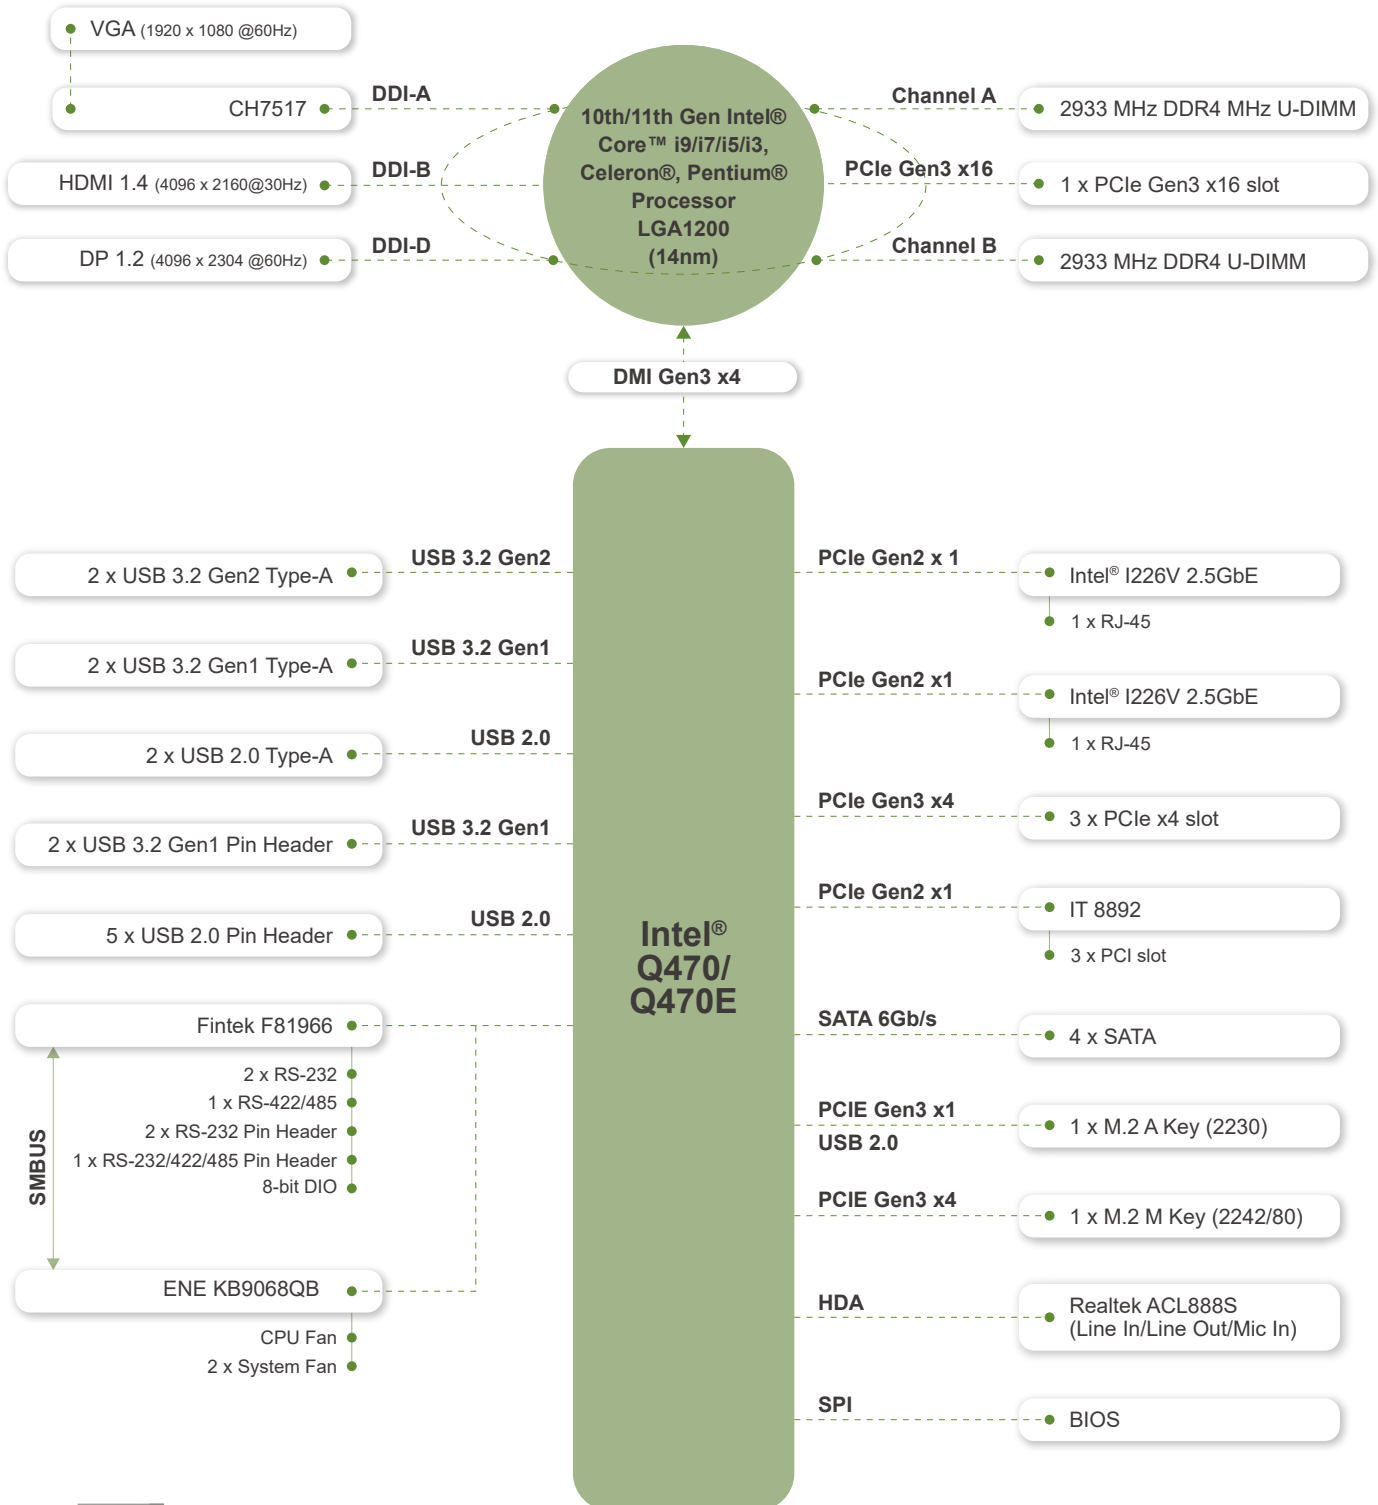 VGA (1920 x 1080 @60Hz)
CH7517
DDI-A
HDMI 1.4 (4096 x 2160@30Hz)
DDI-B
DP 1.2 (4096 x 2304 @60Hz)
DDI-D
10th/11th Gen Intel®
Core™ i9/i7/i5/i3,
Celeron®, Pentium®
Processor
LGA1200
(14nm)
Channel A
2933 MHz DDR4 MHz U-DIMM
PCIe Gen3 x16
1 x PCIe Gen3 x16 slot
Channel B
2933 MHz DDR4 U-DIMM
DMI Gen3 x4
2 x USB 3.2 Gen2 Type-A
USB 3.2 Gen2
2 x USB 3.2 Gen1 Type-A
USB 3.2 Gen1
2 x USB 2.0 Type-A
USB 2.0
2 x USB 3.2 Gen1 Pin Header
USB 3.2 Gen1
5 x USB 2.0 Pin Header
USB 2.0
Fintek F81966
2 x RS-232
1 x RS-422/485
2 x RS-232 Pin Header
1 x RS-232/422/485 Pin Header
8-bit DIO
SMBUS
ENE KB9068QB
CPU Fan
2 x System Fan
Intel®
Q470/
Q470E
PCIe Gen2 x 1
Intel® I226V 2.5GbE
1 x RJ-45
PCIe Gen2 x1
Intel® I226V 2.5GbE
1 x RJ-45
PCIe Gen3 x4
3 x PCIe x4 slot
PCIe Gen2 x1
IT 8892
3 x PCI slot
SATA 6Gb/s
4 x SATA
PCIE Gen3 x1
USB 2.0
1 x M.2 A Key (2230)
PCIE Gen3 x4
1 x M.2 M Key (2242/80)
HDA
Realtek ACL888S
(Line In/Line Out/Mic In)
SPI
BIOS